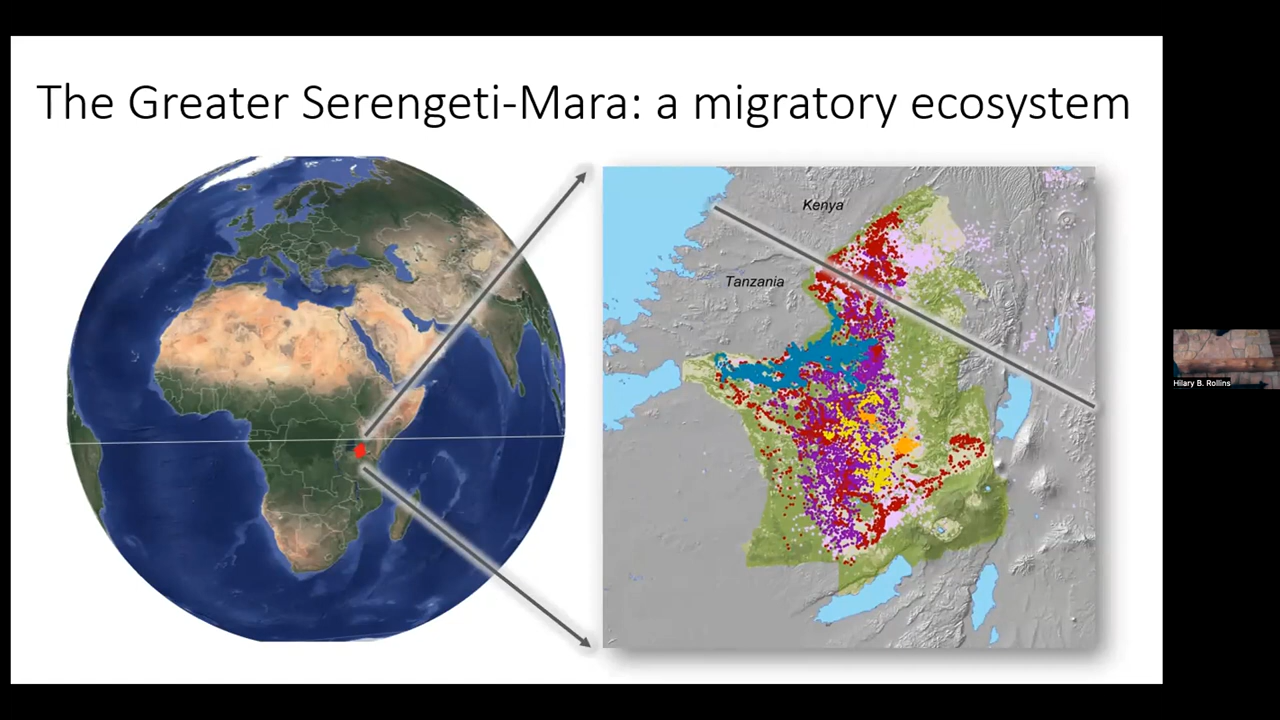 The Greater Serengeti-Mara: a migratory ecosystem
Kenya
Tanzania
Hilary B. Rollins